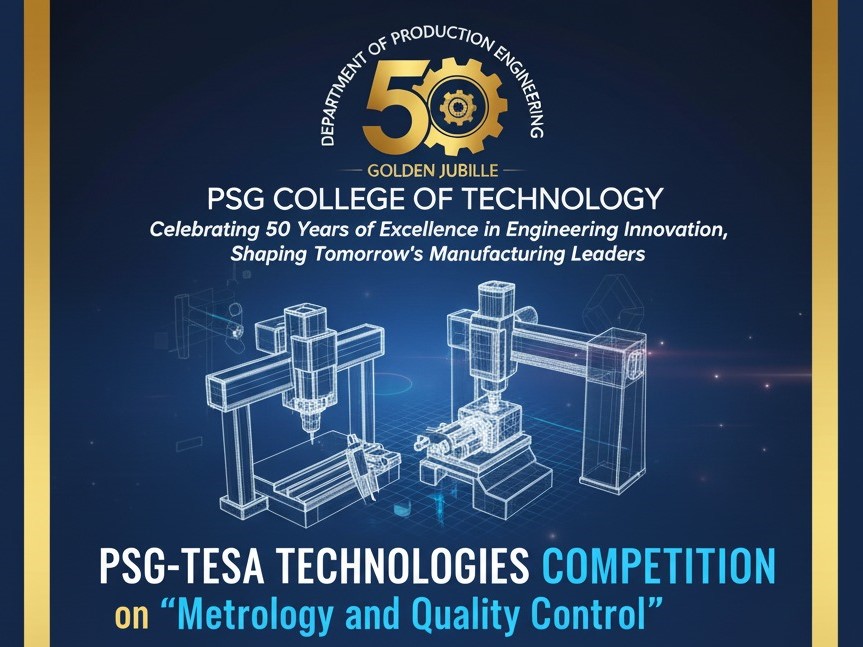 DEPARTMENT OF PRODUCTION ENGINEERING
50
GOLDEN JUBILLE
PSG COLLEGE OF TECHNOLOGY
Celebrating 50 Years of Excellence in Engineering Innovation,
Shaping Tomorrow's Manufacturing Leaders
PSG-TESA TECHNOLOGIES COMPETITION
on “Metrology and Quality Control”